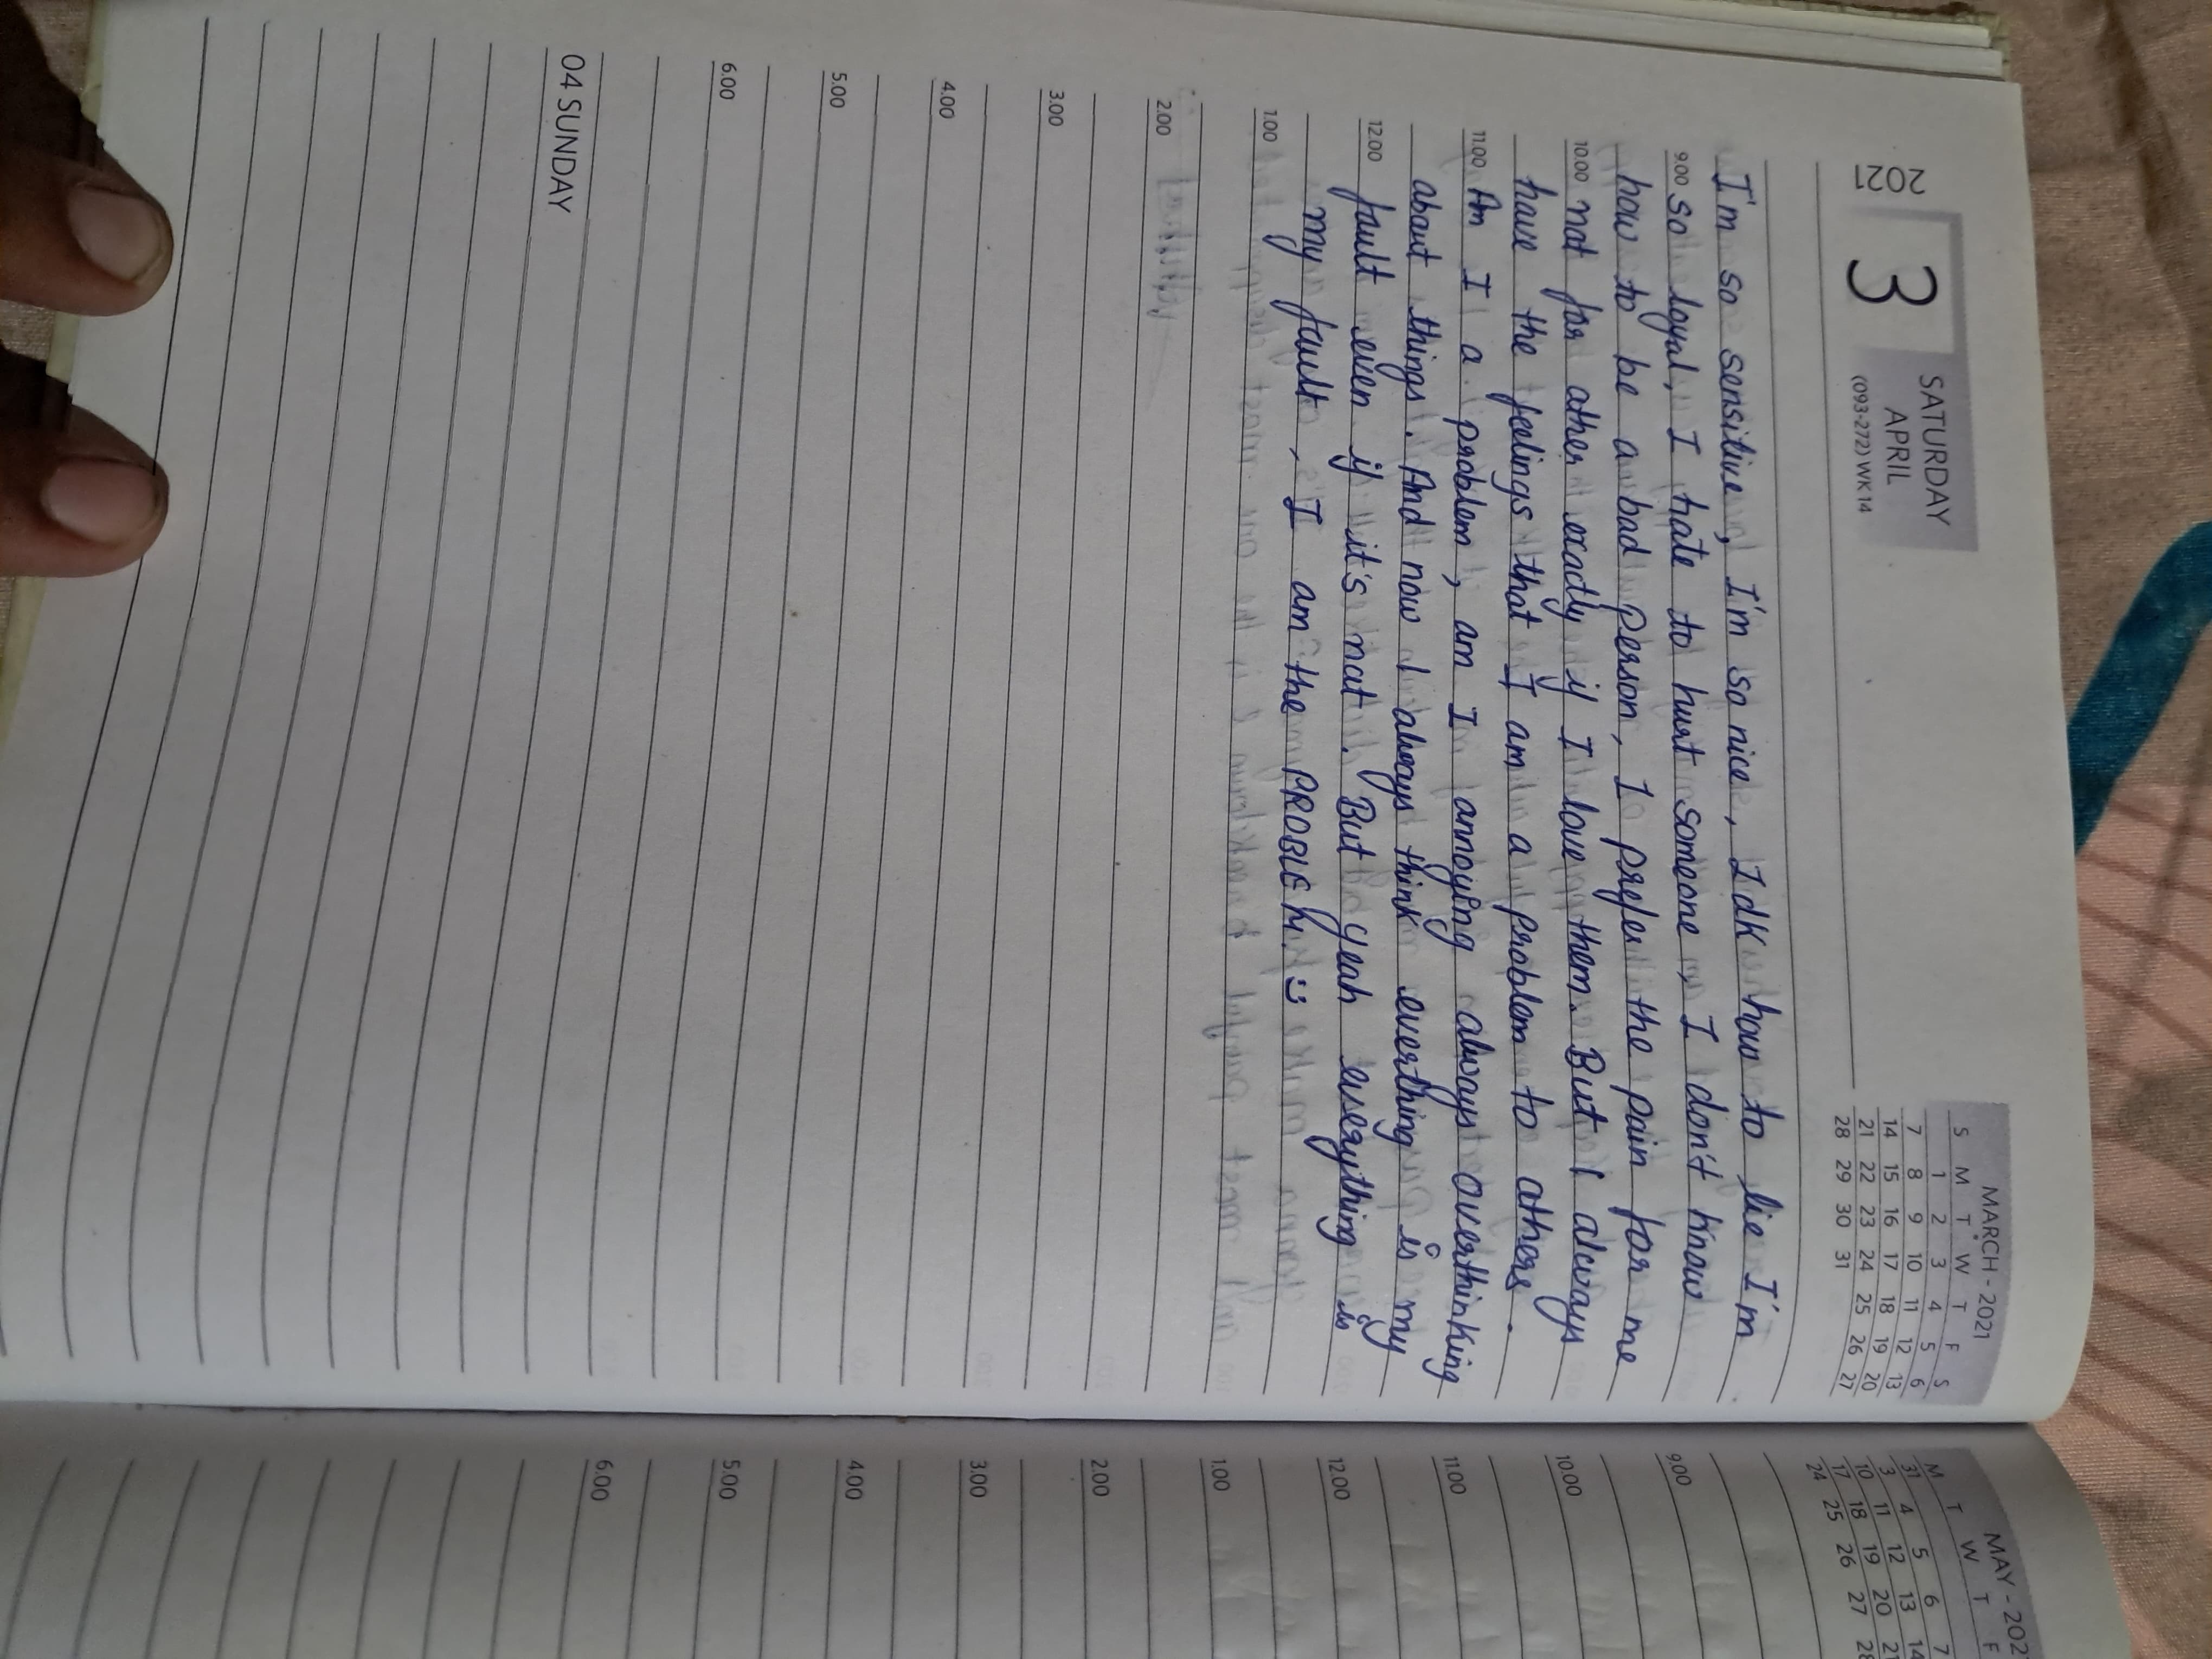 2021
3
SATURDAY
APRIL
(093-272) WK 14
MARCH - 2021
S M T W T F S
1 2 3 4 5 6
7 8 9 10 11 12 13
14 15 16 17 18 19 20
21 22 23 24 25 26 27
28 29 30 31
I'm so sensitive, I'm so nice, I dk how to lie I'm
9.00 so loyal, I hate to hurt someone, I don't know
how to be a bad person, I prefer the pain for me
10.00 not for other exactly if I love them. But I always
have the feelings that I am a problem to others.
11.00 Am I a problem, am I annoying always overthinking
about things. And now I always think everthing is my
12.00 fault even if it's not. But yeah everything is
my fault, I am the PROBLEM. :)
1.00
2.00
3.00
4.00
5.00
6.00
04 SUNDAY
MAY - 202
M T W T F
31
3 4 5 6 7
10 11 12 13 14
17 18 19 20 21
24 25 26 27 28
9.00
10.00
11.00
12.00
1.00
2.00
3.00
4.00
5.00
6.00